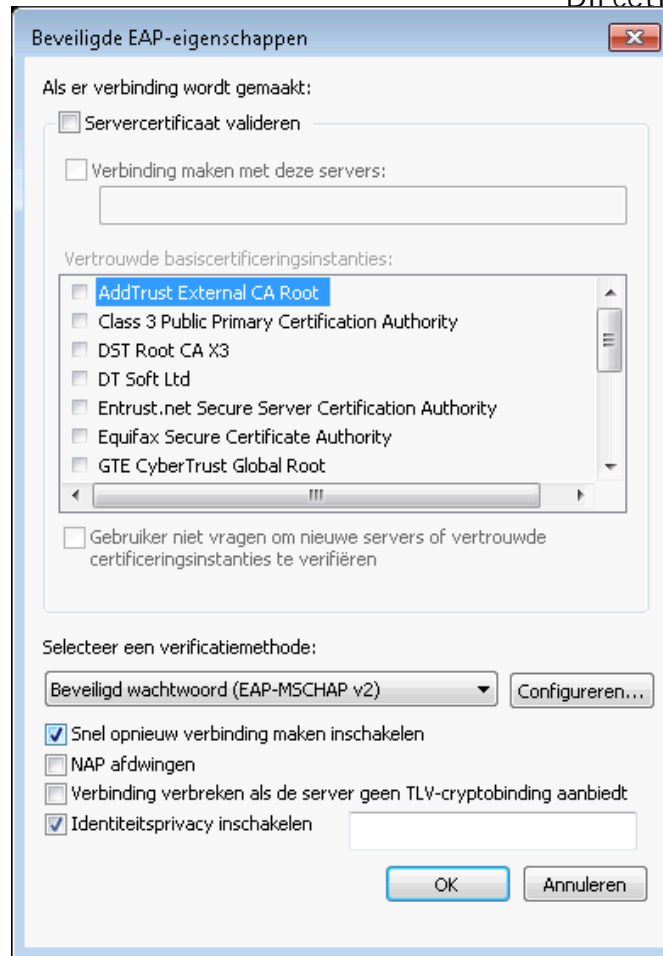 Beveiligde EAP-eigenschappen
Als er verbinding wordt gemaakt:
Servercertificaat valideren
Verbinding maken met deze servers:
Vertrouwde basiscertificeringsinstanties:
AddTrust External CA Root
Class 3 Public Primary Certification Authority
DST Root CA X3
DT Soft Ltd
Entrust.net Secure Server Certification Authority
Equifax Secure Certificate Authority
GTE CyberTrust Global Root
Gebruiker niet vragen om nieuwe servers of vertrouwde
certificeringsinstanties te verifiëren
Selecteer een verificatiemethode:
Beveiligd wachtwoord (EAP-MSCHAP v2) Configureren...
Snel opnieuw verbinding maken inschakelen
NAP afdwingen
Verbinding verbreken als de server geen TLV-cryptobinding aanbiedt
Identiteitsprivacy inschakelen
OK Annuleren